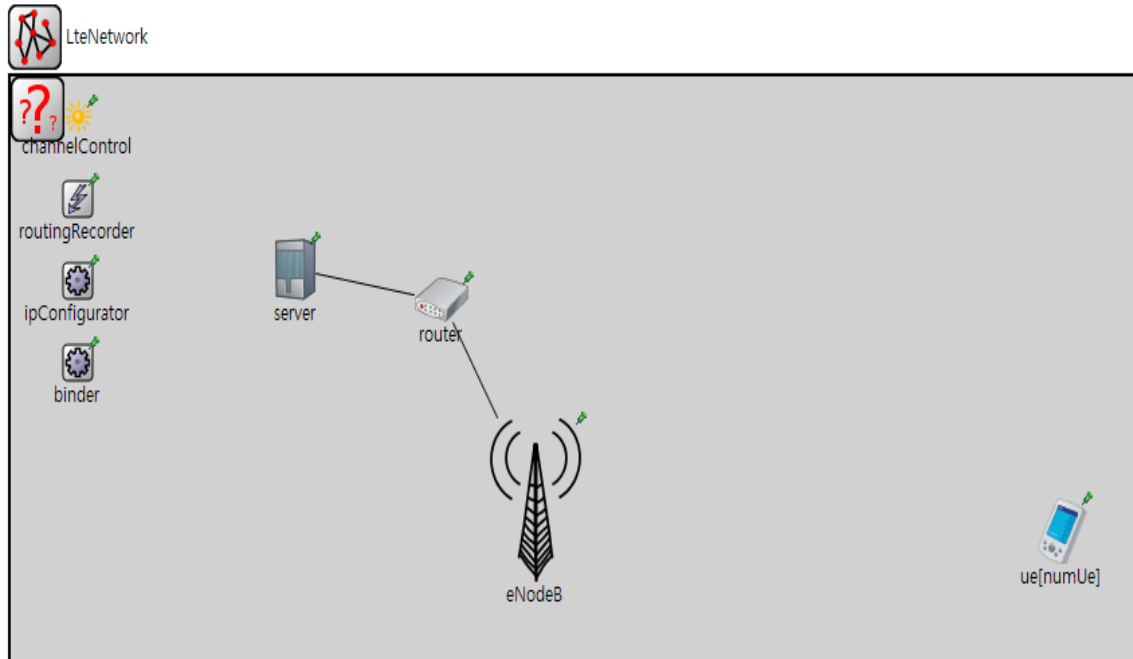 LteNetwork
???
channelControl
routingRecorder
ipConfigurator
binder
server
router
eNodeB
ue[numUe]